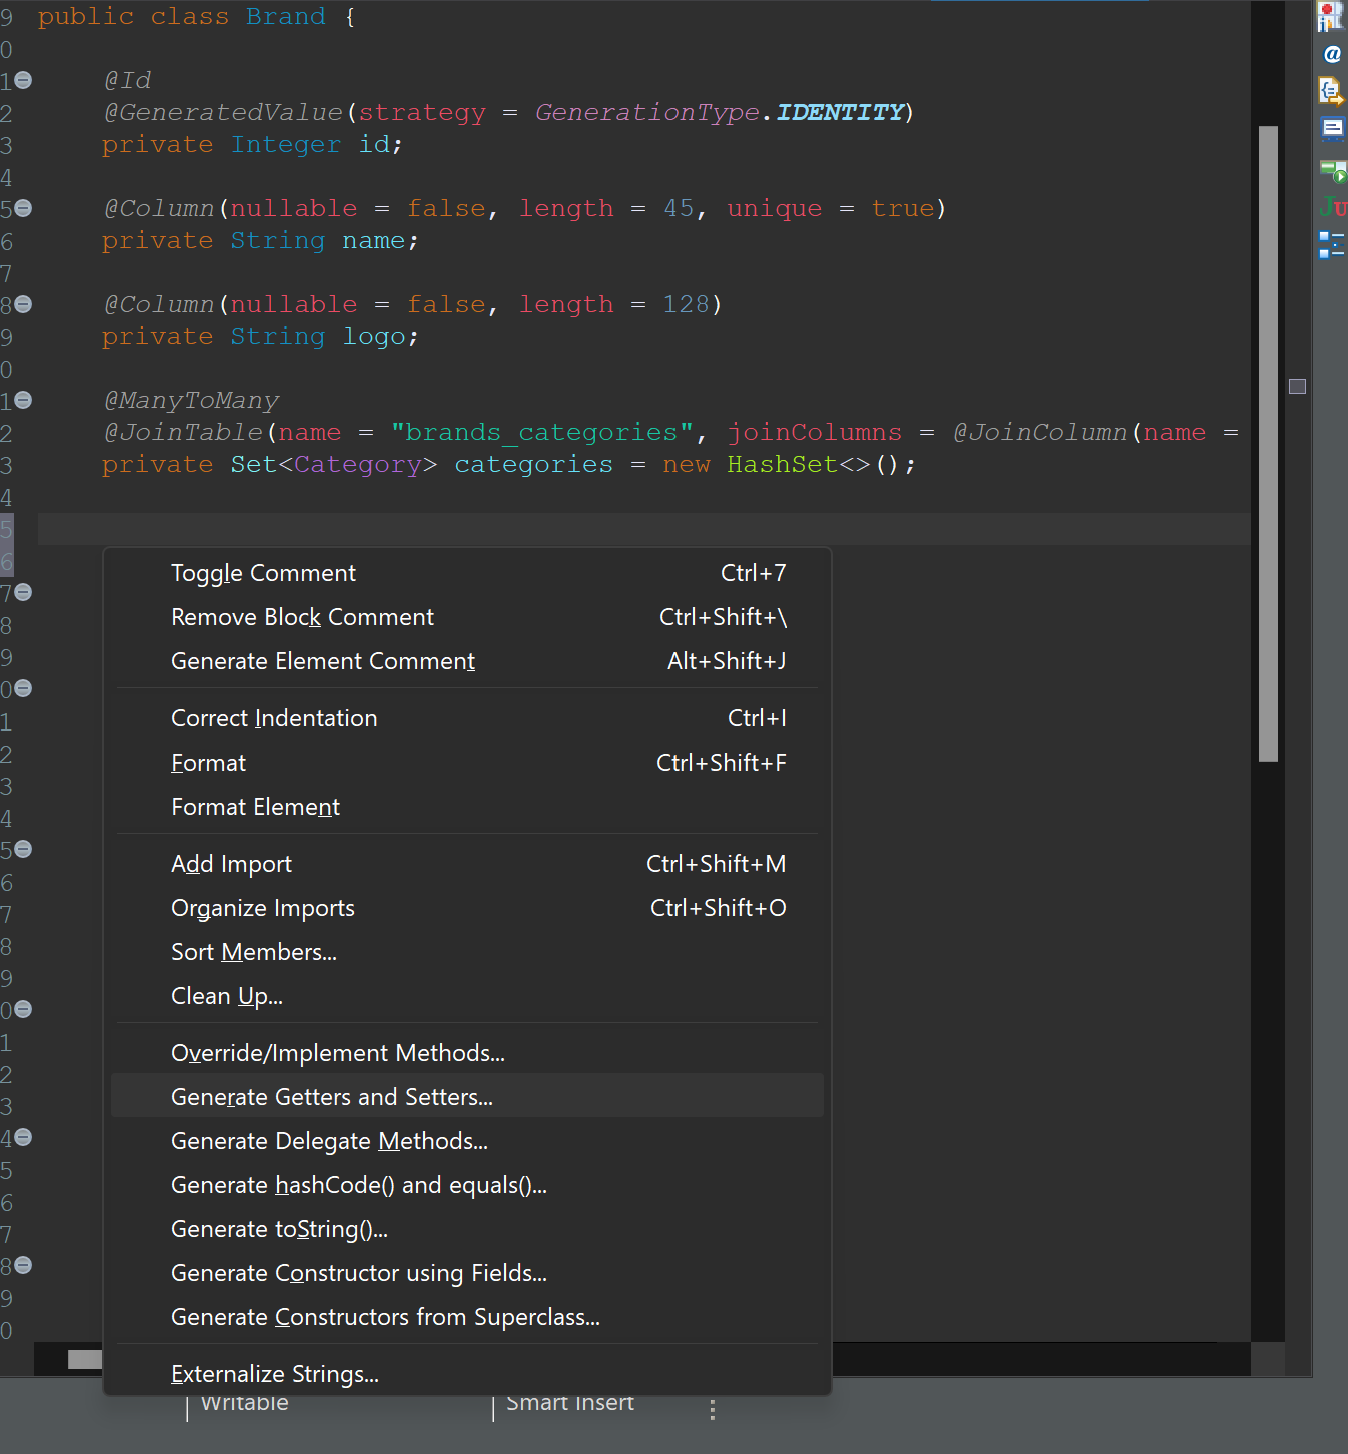 9 public class Brand {
0
1 @Id
2 @GeneratedValue(strategy = GenerationType.IDENTITY)
3 private Integer id;
4
5 @Column(nullable = false, length = 45, unique = true)
6 private String name;
7
8 @Column(nullable = false, length = 128)
9 private String logo;
0
1 @ManyToMany
2 @JoinTable(name = "brands_categories", joinColumns = @JoinColumn(name =
3 private Set<Category> categories = new HashSet<>();
4
5
6
Toggle Comment Ctrl+7
7
Remove Block Comment Ctrl+Shift+\
8
9
Generate Element Comment Alt+Shift+J
0
1
Correct Indentation Ctrl+I
2
Format Ctrl+Shift+F
3
4
Format Element
5
Add Import Ctrl+Shift+M
6
7
Organize Imports Ctrl+Shift+O
8
Sort Members...
9
0
Clean Up...
1
Override/Implement Methods...
2
3
Generate Getters and Setters...
4
Generate Delegate Methods...
5
Generate hashCode() and equals()...
6
7
Generate toString()...
8
Generate Constructor using Fields...
9
Generate Constructors from Superclass...
0
Externalize Strings...
Writable Smart Insert
@
JU